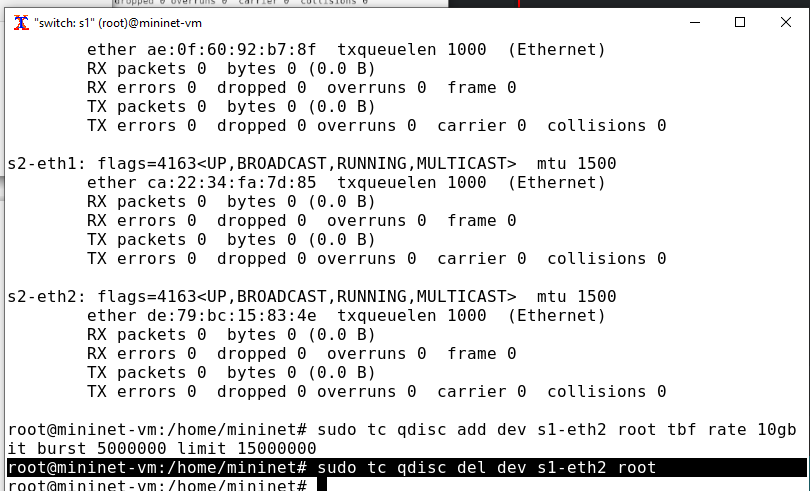 dropped 0 overruns 0 carrier 0 collisions 0
"switch: s1" (root)@mininet-vm
ether ae:0f:60:92:b7:8f  txqueuelen 1000  (Ethernet)
RX packets 0  bytes 0 (0.0 B)
RX errors 0  dropped 0  overruns 0  frame 0
TX packets 0  bytes 0 (0.0 B)
TX errors 0  dropped 0 overruns 0  carrier 0  collisions 0
s2-eth1: flags=4163<UP,BROADCAST,RUNNING,MULTICAST>  mtu 1500
ether ca:22:34:fa:7d:85  txqueuelen 1000  (Ethernet)
RX packets 0  bytes 0 (0.0 B)
RX errors 0  dropped 0  overruns 0  frame 0
TX packets 0  bytes 0 (0.0 B)
TX errors 0  dropped 0 overruns 0  carrier 0  collisions 0
s2-eth2: flags=4163<UP,BROADCAST,RUNNING,MULTICAST>  mtu 1500
ether de:79:bc:15:83:4e  txqueuelen 1000  (Ethernet)
RX packets 0  bytes 0 (0.0 B)
RX errors 0  dropped 0  overruns 0  frame 0
TX packets 0  bytes 0 (0.0 B)
TX errors 0  dropped 0 overruns 0  carrier 0  collisions 0
root@mininet-vm:/home/mininet# sudo tc qdisc add dev s1-eth2 root tbf rate 10gb
it burst 5000000 limit 15000000
root@mininet-vm:/home/mininet# sudo tc qdisc del dev s1-eth2 root
root@mininet-vm:/home/mininet#